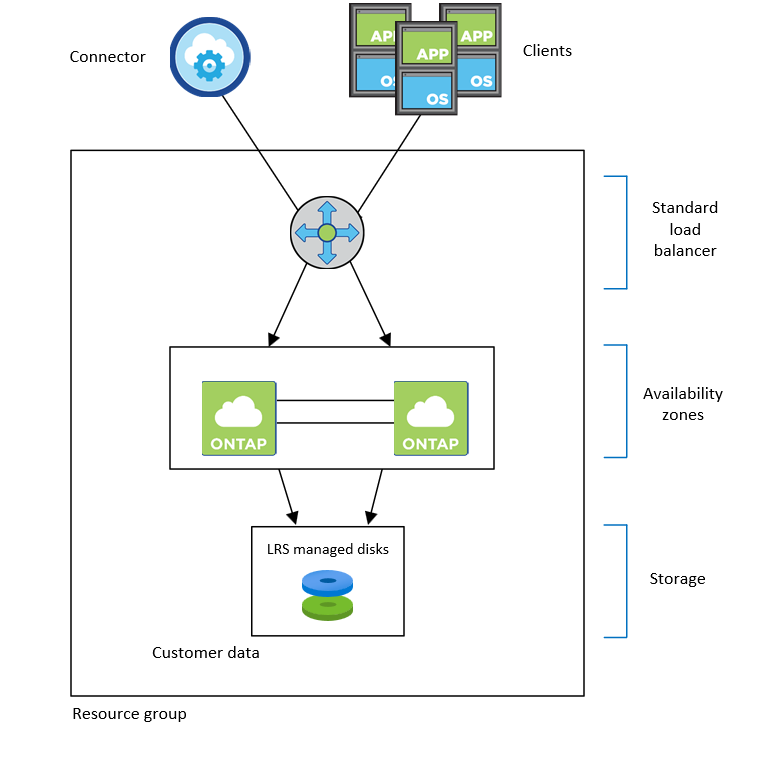 Connector
Clients
APP
APP
APP
OS
OS
OS
Standard
load
balancer
Availability
zones
ONTAP
ONTAP
LRS managed disks
Storage
Customer data
Resource group